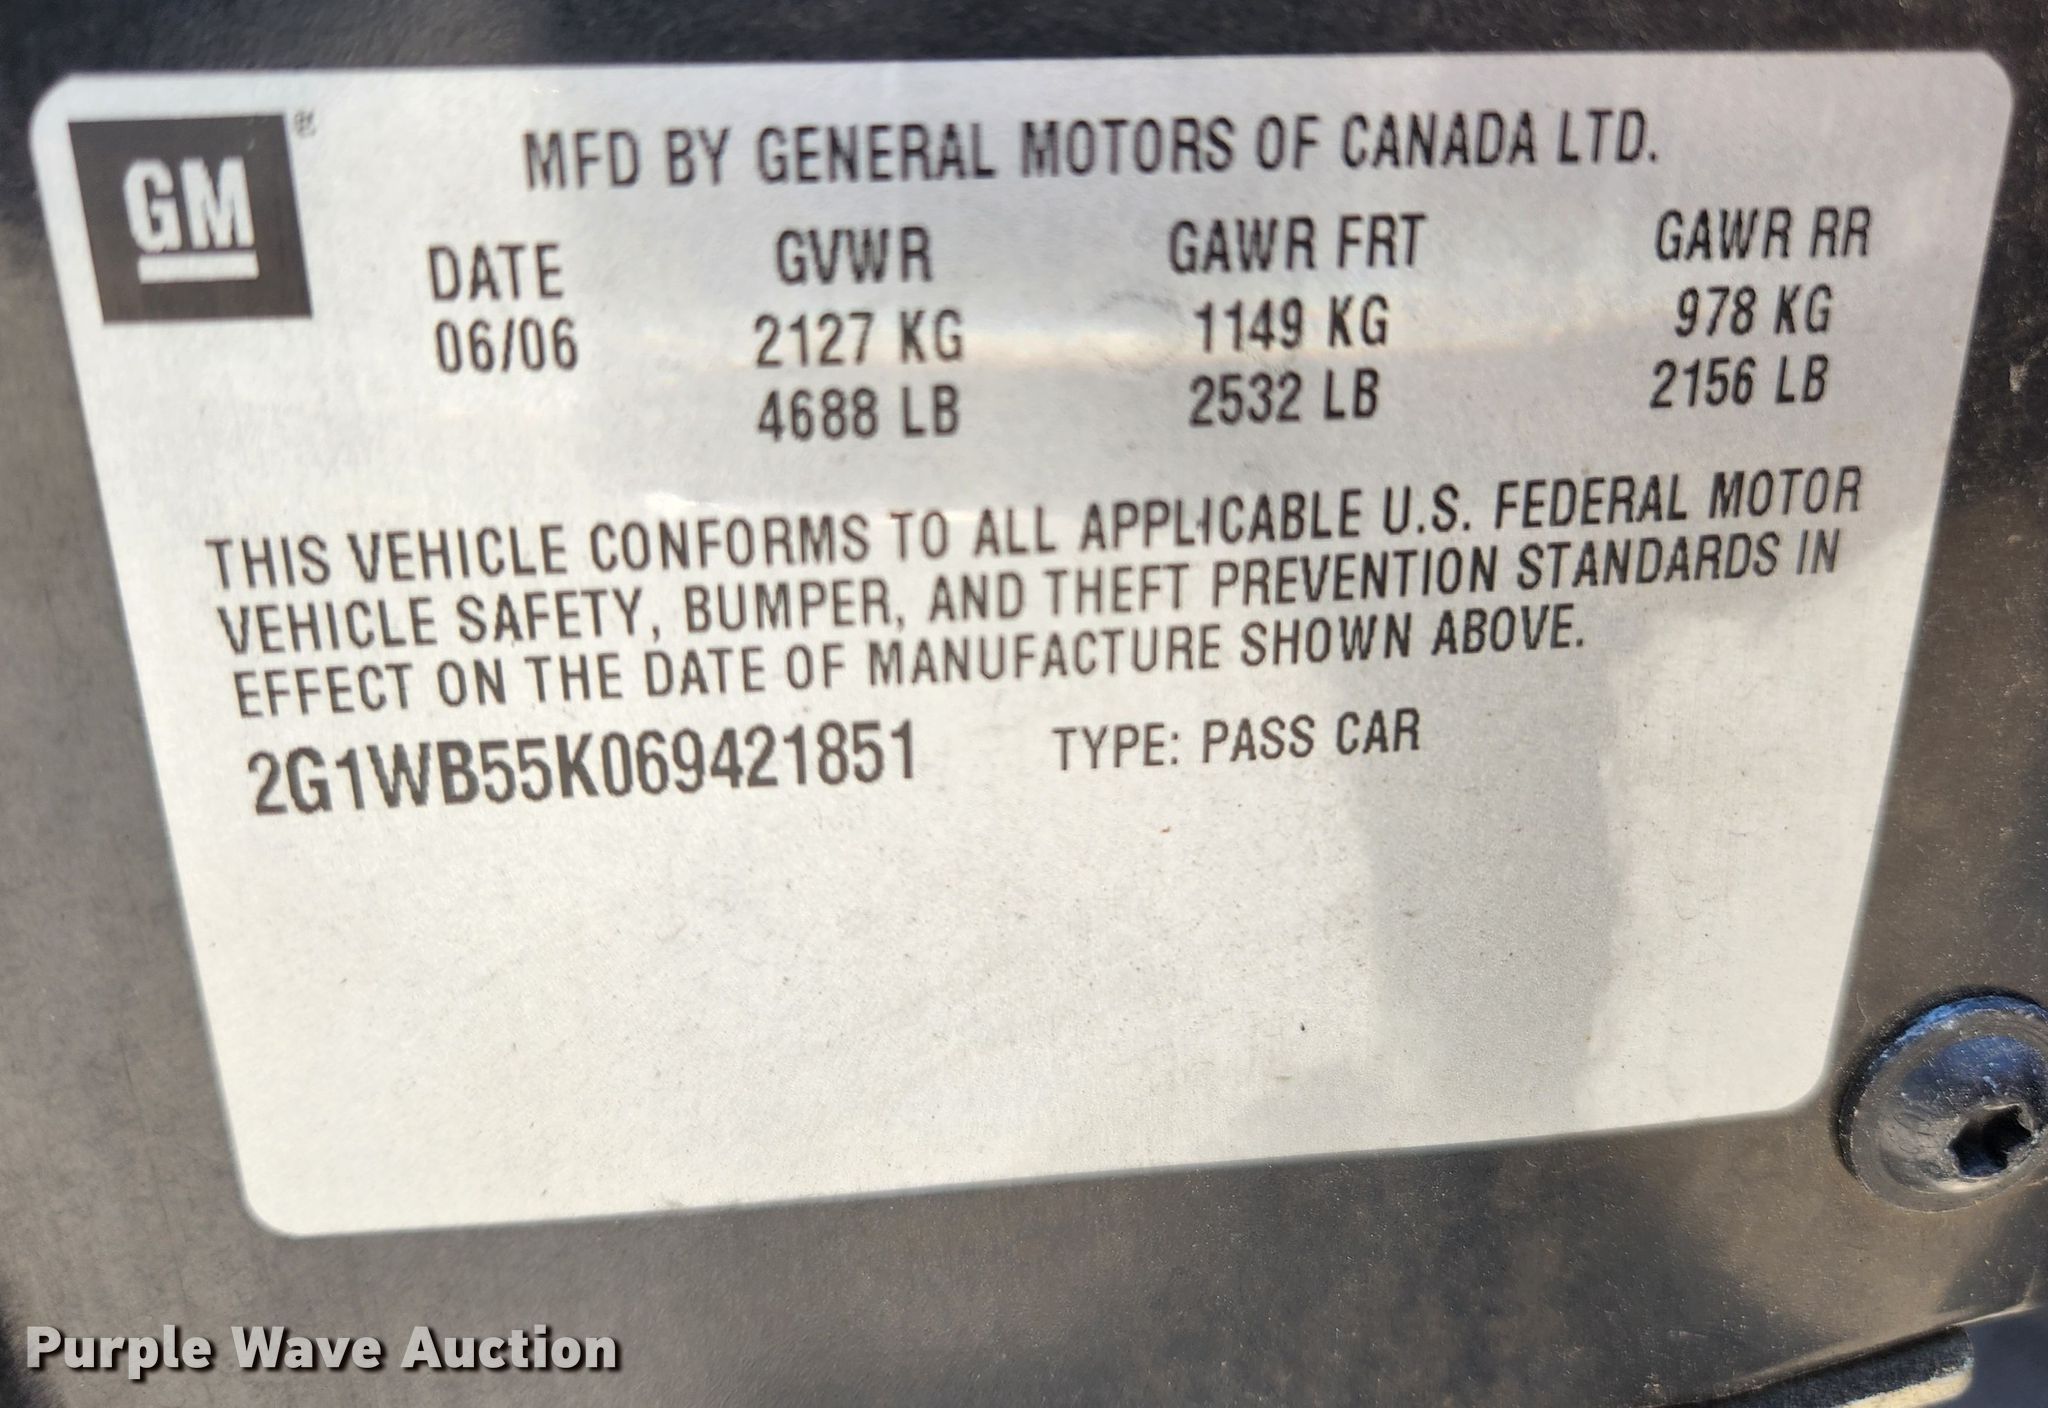 GM®
MFD BY GENERAL MOTORS OF CANADA LTD.
DATE GVWR GAWR FRT GAWR RR
06/06 2127 KG 1149 KG 978 KG
4688 LB 2532 LB 2156 LB
THIS VEHICLE CONFORMS TO ALL APPLICABLE U.S. FEDERAL MOTOR
VEHICLE SAFETY, BUMPER, AND THEFT PREVENTION STANDARDS IN
EFFECT ON THE DATE OF MANUFACTURE SHOWN ABOVE.
2G1WB55K069421851 TYPE: PASS CAR
Purple Wave Auction